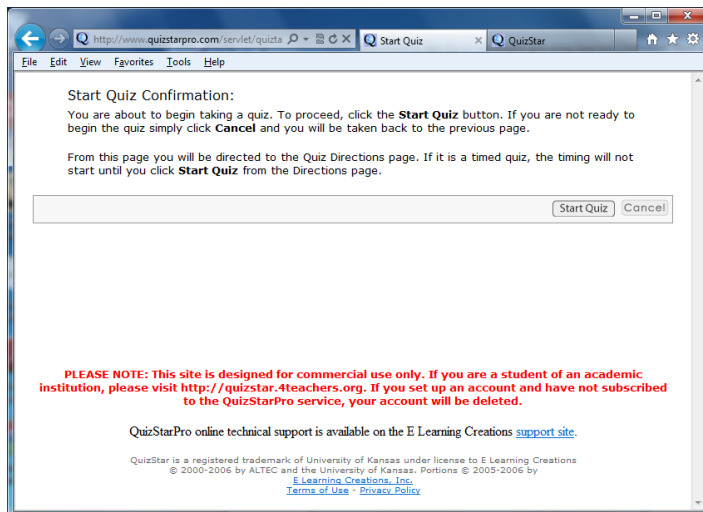 http://www.quizstarpro.com/servlet/quizta
Start Quiz
QuizStar
File Edit View Favorites Tools Help
Start Quiz Confirmation:
You are about to begin taking a quiz. To proceed, click the Start Quiz button. If you are not ready to
begin the quiz simply click Cancel and you will be taken back to the previous page.
From this page you will be directed to the Quiz Directions page. If it is a timed quiz, the timing will not
start until you click Start Quiz from the Directions page.
Start Quiz Cancel
PLEASE NOTE: This site is designed for commercial use only. If you are a student of an academic
institution, please visit http://quizstar.4teachers.org. If you set up an account and have not subscribed
to the QuizStarPro service, your account will be deleted.
QuizStarPro online technical support is available on the E Learning Creations support site.
QuizStar is a registered trademark of University of Kansas under license to E Learning Creations
© 2000-2006 by ALTEC and the University of Kansas. Portions © 2005-2006 by
E Learning Creations, Inc.
Terms of Use - Privacy Policy